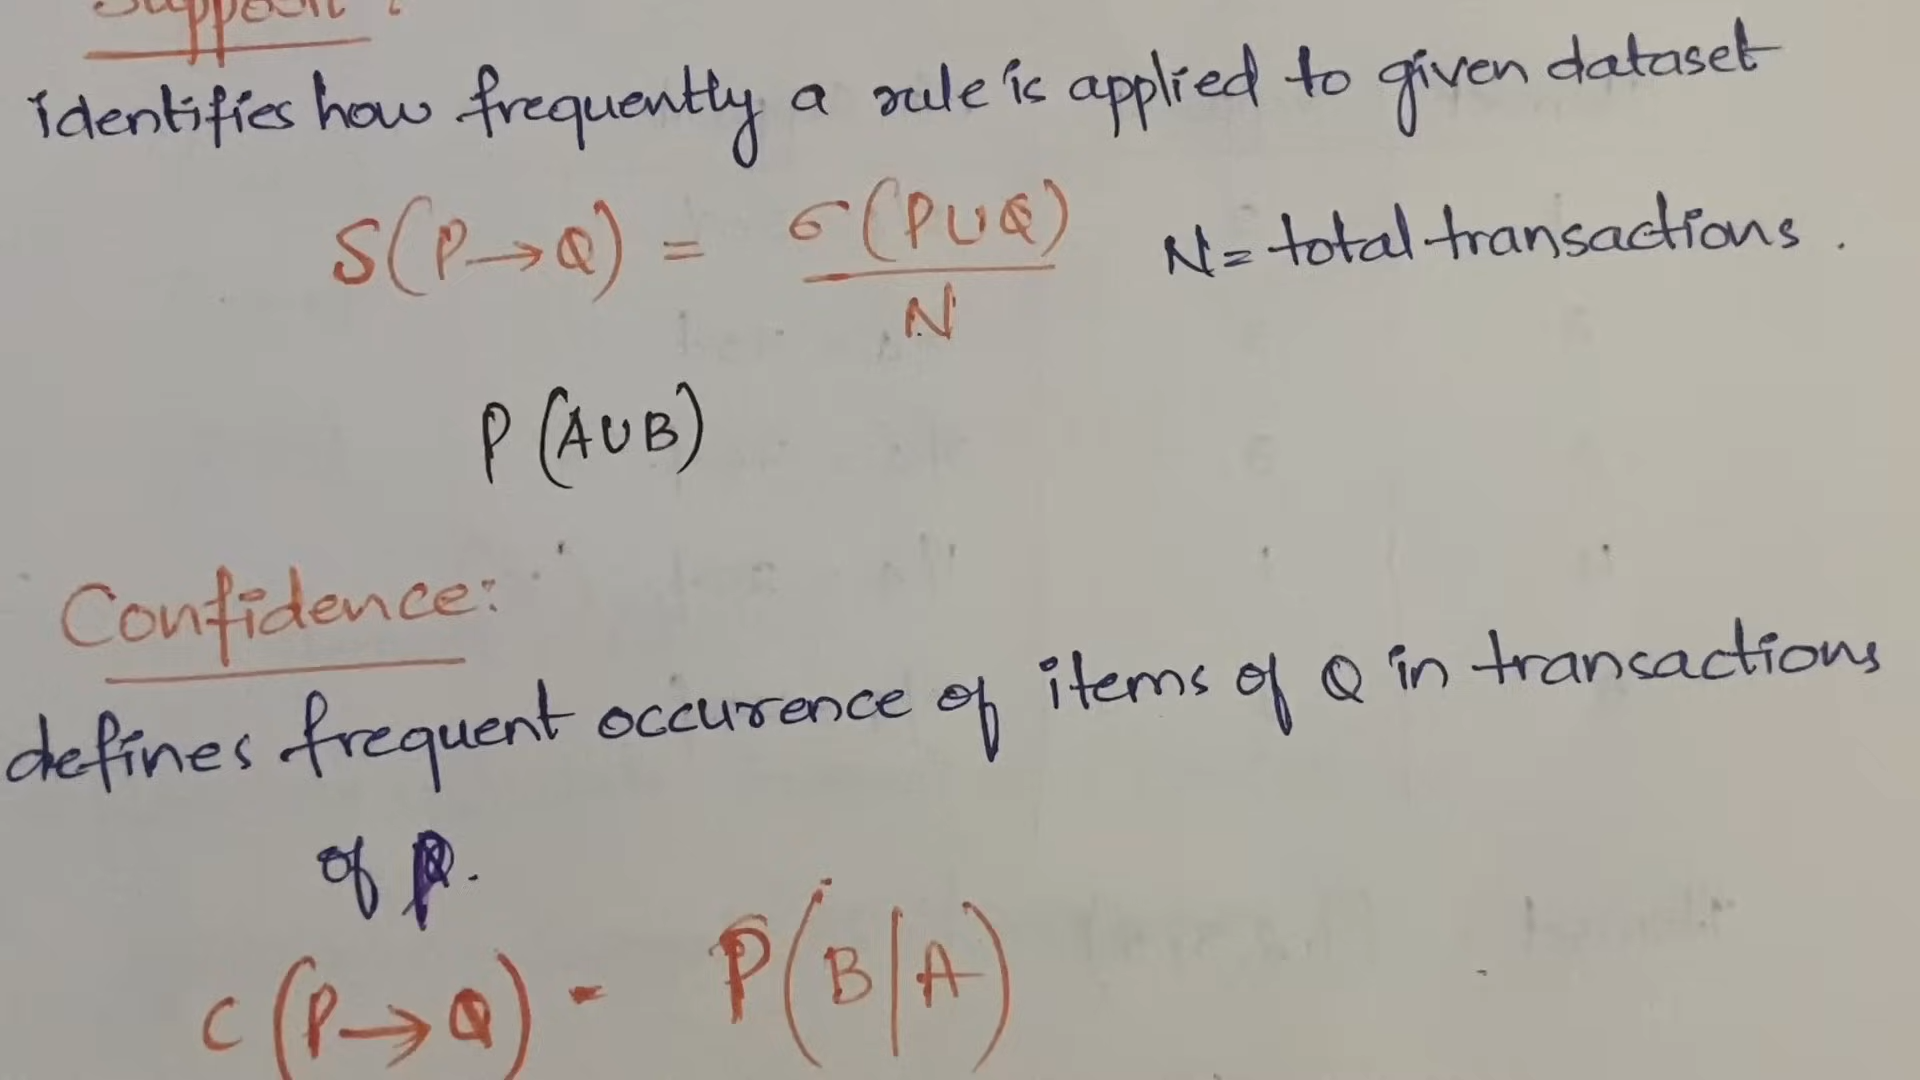 Support :
identifies how frequently a rule is applied to given dataset
S(P→Q) = σ(P∪Q) / N    N = total transactions.
P(A∪B)
Confidence:
defines frequent occurence of items of Q in transactions
of P.
C(P→Q) - P(B|A)